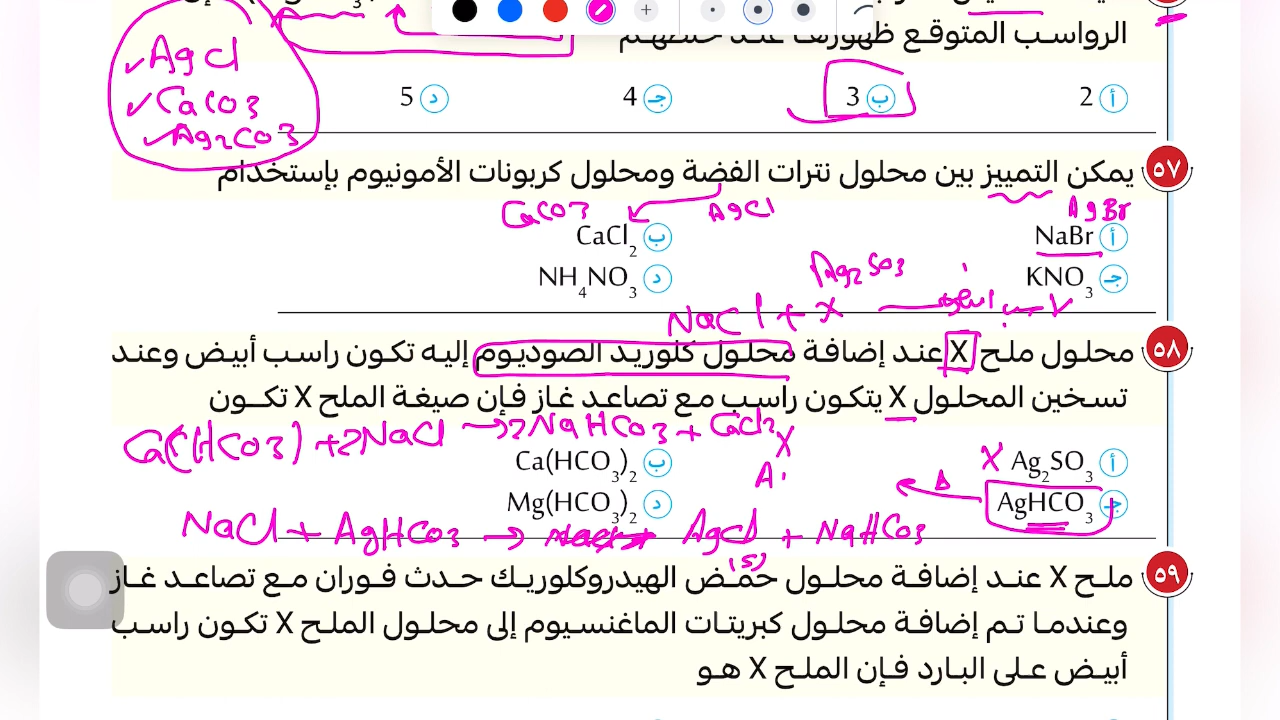 الرواسب المتوقع ظهورها عند خلطهم
AgCl
CaCO3
Ag2CO3
أ 2
ب 3
جـ 4
د 5
٥٧ يمكن التمييز بين محلول نترات الفضة ومحلول كربونات الأمونيوم بإستخدام
AgBr
AgCl
CaCO3
أ NaBr
ب CaCl2
جـ KNO3
د NH4NO3
Ag2SO3
NaCl + X
٥٨ محلول ملح X عند إضافة محلول كلوريد الصوديوم إليه تكون راسب أبيض وعند
تسخين المحلول X يتكون راسب مع تصاعد غاز فإن صيغة الملح X تكون
Ca(HCO3) + 2NaCl → 2NaHCO3 + CaCl2 X
أ Ag2SO3 X
ب Ca(HCO3)2
جـ AgHCO3 Δ
د Mg(HCO3)2
NaCl + AgHCO3 → AgCl(s) + NaHCO3
٥٩ ملح X عند إضافة محلول حمض الهيدروكلوريك حدث فوران مع تصاعد غاز
وعندما تم إضافة محلول كبريتات الماغنسيوم إلى محلول الملح X تكون راسب
أبيض على البارد فإن الملح X هو